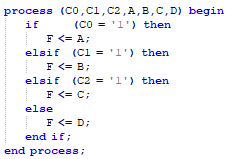 process (C0,C1,C2,A,B,C,D) begin
if (C0 = '1') then
F <= A;
elsif (C1 = '1') then
F <= B;
elsif (C2 = '1') then
F <= C;
else
F <= D;
end if;
end process;